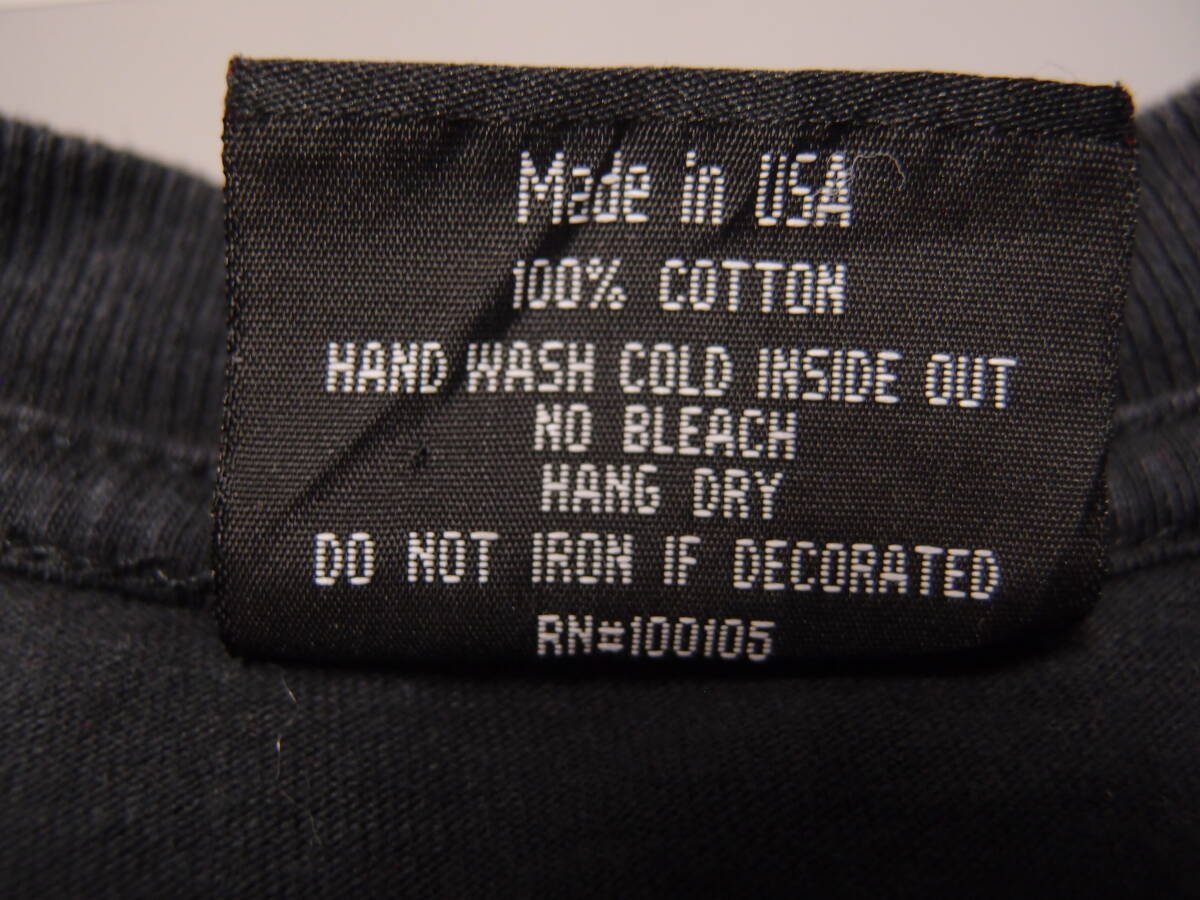 Made in USA
100% COTTON
HAND WASH COLD INSIDE OUT
NO BLEACH
HANG DRY
DO NOT IRON IF DECORATED
RN#100105